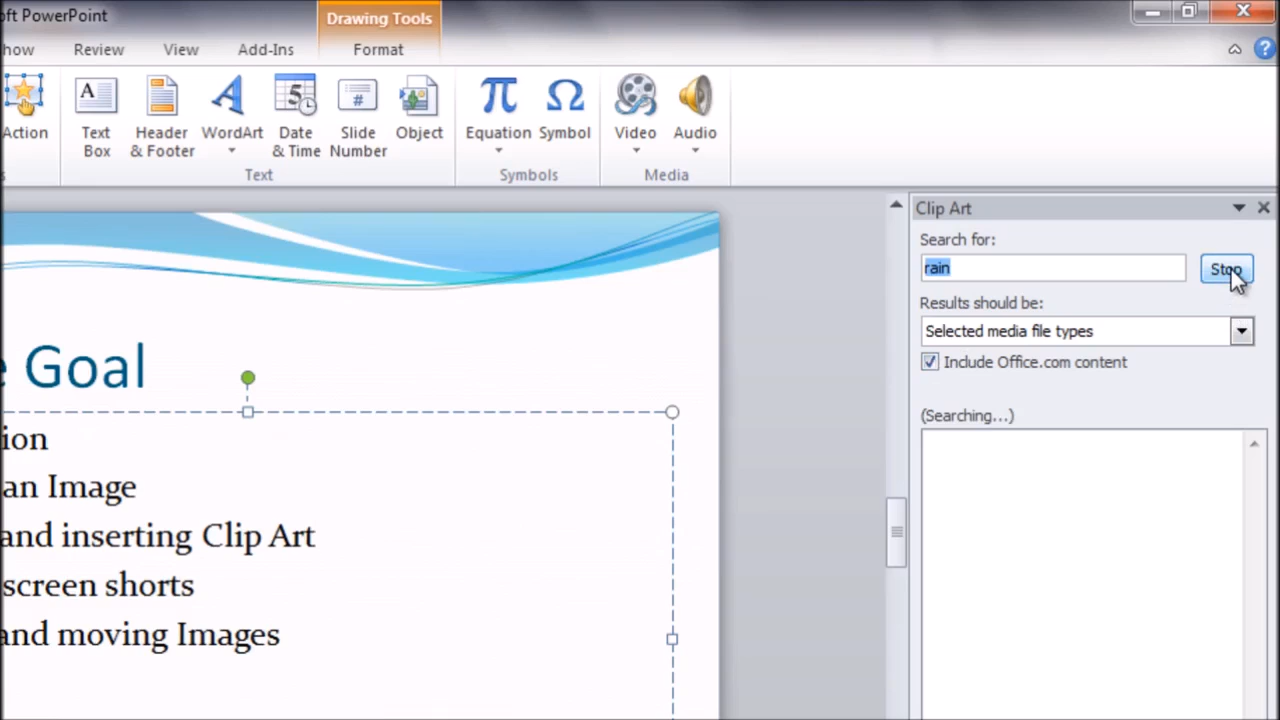 oft PowerPoint
Drawing Tools
how Review View Add-Ins Format
Action
Text Box
Header & Footer
WordArt
Date & Time
Slide Number
Object
Equation
Symbol
Video
Audio
s
Text
Symbols
Media
Clip Art
Search for:
rain
Stop
Results should be:
Selected media file types
Include Office.com content
(Searching...)
e Goal
ion
an Image
and inserting Clip Art
screen shorts
and moving Images